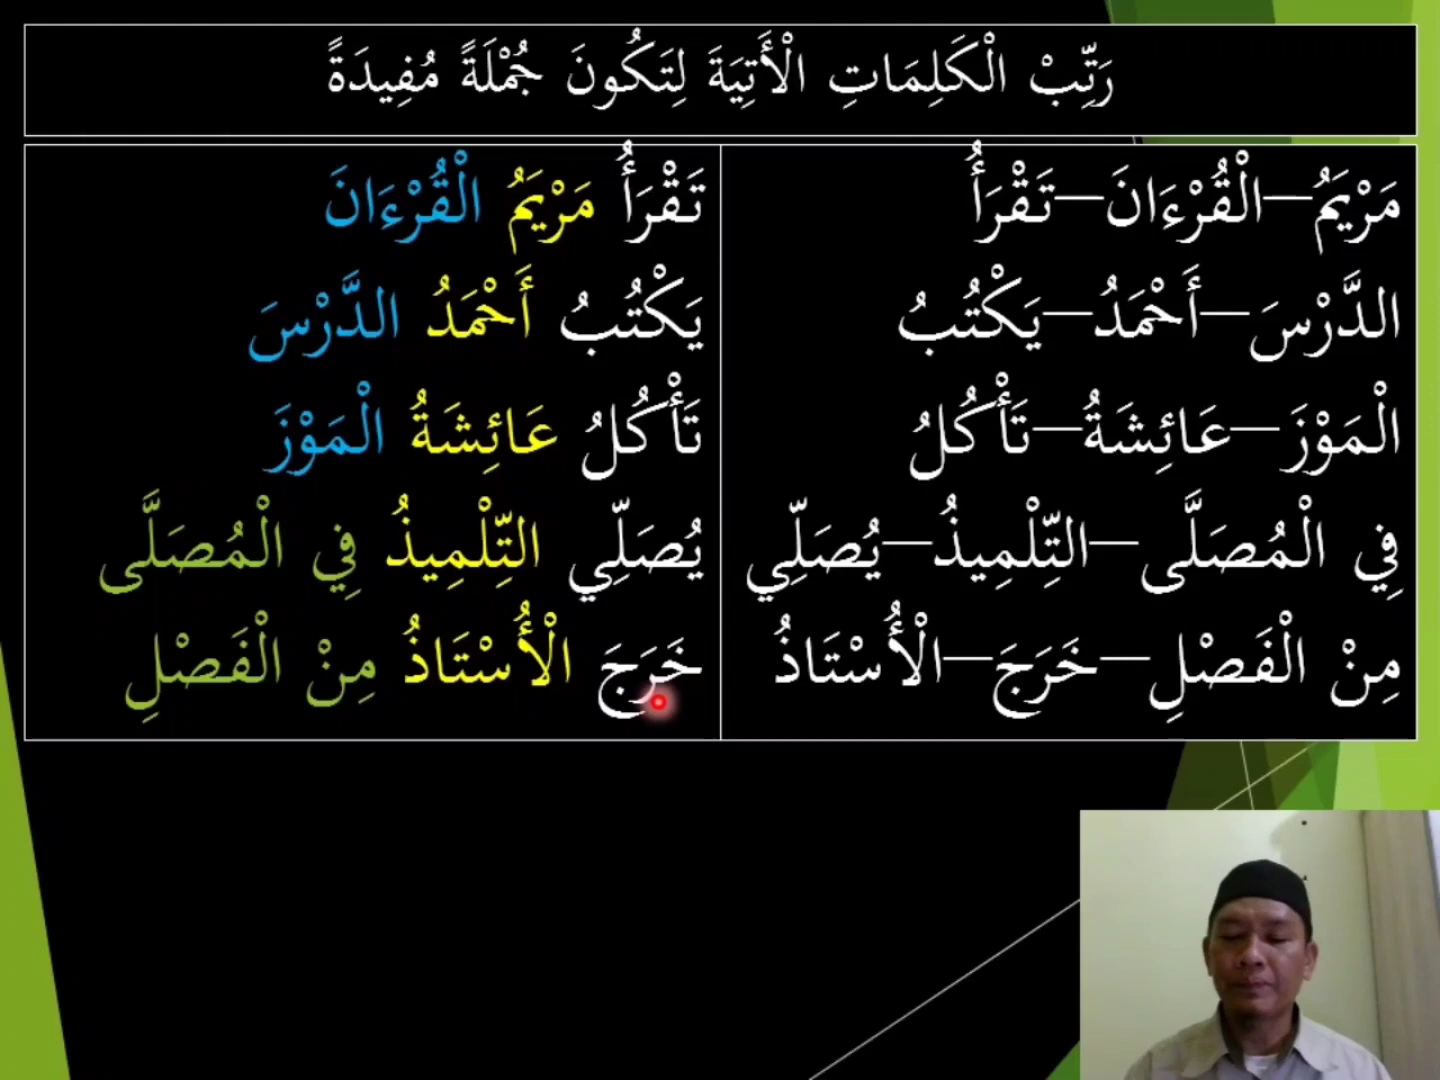 رَتِّبْ الْكَلِمَاتِ الْأَتِيَةَ لِتَكُونَ جُمْلَةً مُفِيدَةً
مَرْيَمُ—الْقُرْءَانَ—تَقْرَأُ
تَقْرَأُ مَرْيَمُ الْقُرْءَانَ
الدَّرْسَ—أَحْمَدُ—يَكْتُبُ
يَكْتُبُ أَحْمَدُ الدَّرْسَ
الْمَوْزَ—عَائِشَةُ—تَأْكُلُ
تَأْكُلُ عَائِشَةُ الْمَوْزَ
فِي الْمُصَلَّى—التِّلْمِيذُ—يُصَلِّي
يُصَلِّي التِّلْمِيذُ فِي الْمُصَلَّى
مِنْ الْفَصْلِ—خَرَجَ—الْأُسْتَاذُ
خَرَجَ الْأُسْتَاذُ مِنْ الْفَصْلِ